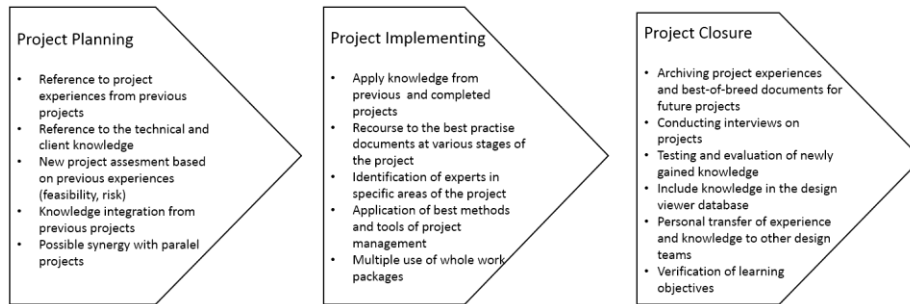 Project Planning
• Reference to project
experiences from previous
projects
• Reference to the technical and
client knowledge
• New project assesment based
on previous experiences
(feasibility, risk)
• Knowledge integration from
previous projects
• Possible synergy with paralel
projects
Project Implementing
• Apply knowledge from
previous and completed
projects
• Recourse to the best practise
documents at various stages of
the project
• Identification of experts in
specific areas of the project
• Application of best methods
and tools of project
management
• Multiple use of whole work
packages
Project Closure
• Archiving project experiences
and best-of-breed documents for
future projects
• Conducting interviews on
projects
• Testing and evaluation of newly
gained knowledge
• Include knowledge in the design
viewer database
• Personal transfer of experience
and knowledge to other design
teams
• Verification of learning
objectives